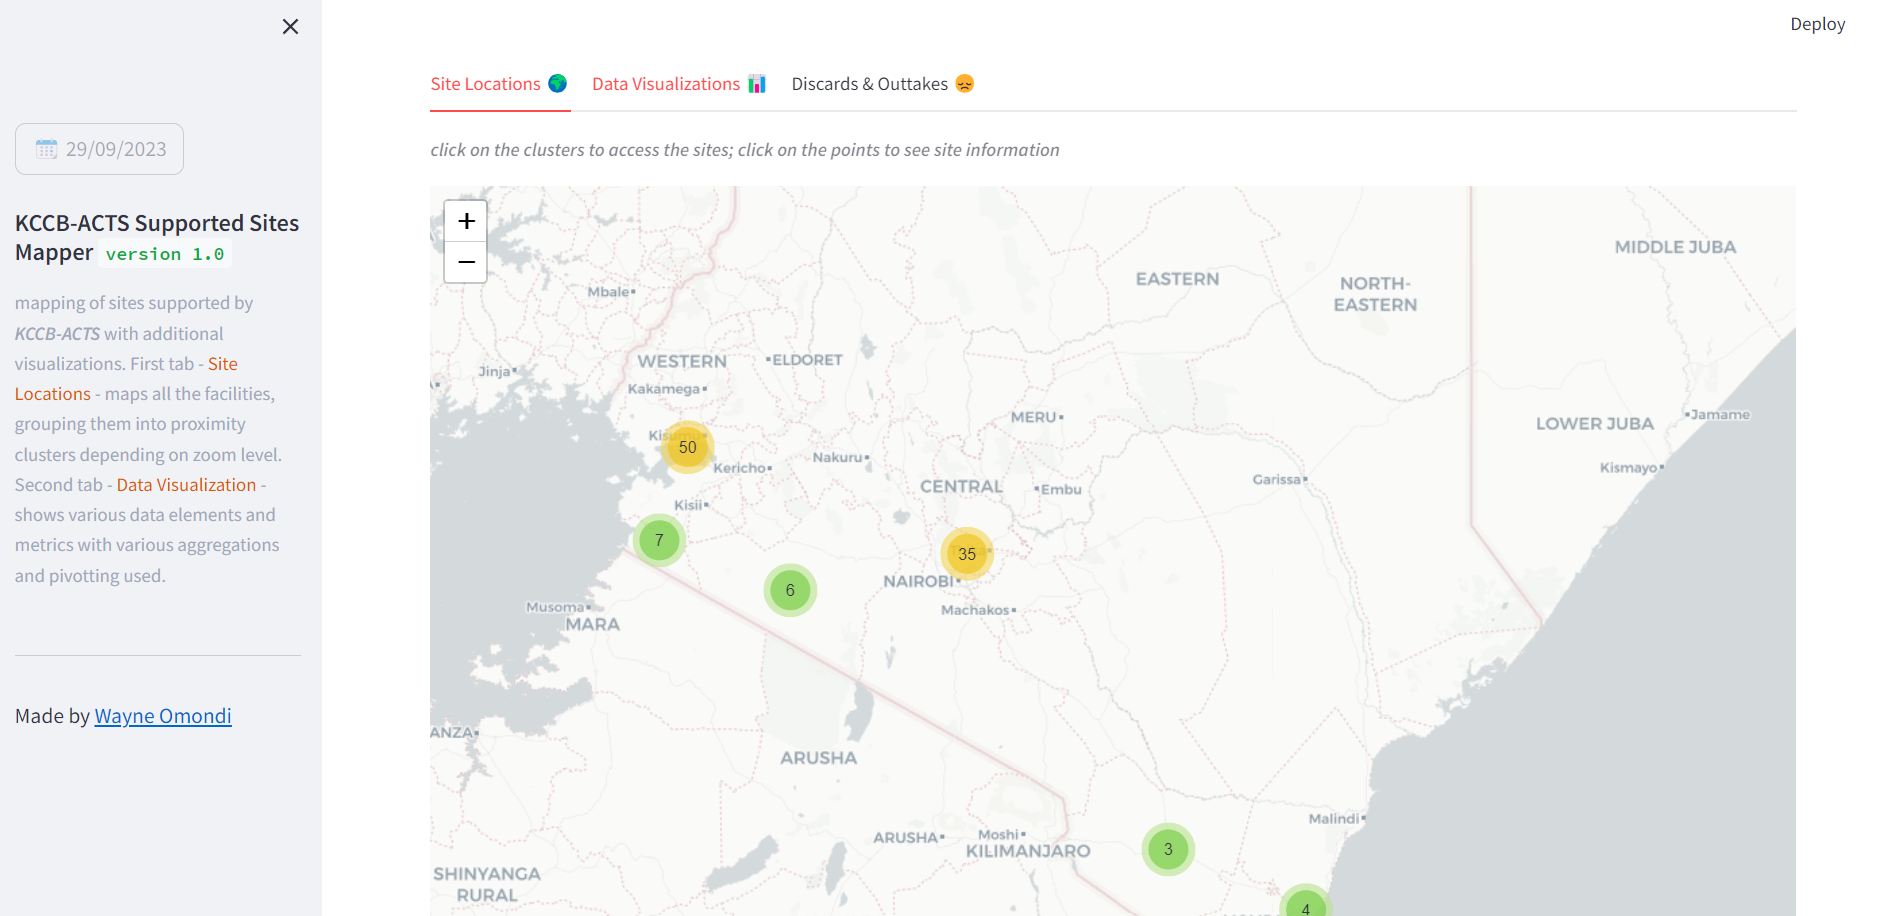 Deploy
29/09/2023
KCCB-ACTS Supported Sites
Mapper version 1.0
mapping of sites supported by
KCCB-ACTS with additional
visualizations. First tab - Site
Locations - maps all the facilities,
grouping them into proximity
clusters depending on zoom level.
Second tab - Data Visualization -
shows various data elements and
metrics with various aggregations
and pivotting used.
Made by Wayne Omondi
Site Locations
Data Visualizations
Discards & Outtakes
click on the clusters to access the sites; click on the points to see site information
+
−
MIDDLE JUBA
EASTERN
NORTH-
EASTERN
Mbale
WESTERN
ELDORET
Jinja
Kakamega
MERU
Jamame
LOWER JUBA
Kisumu
50
Nakuru
Kericho
Kismayo
CENTRAL
Embu
Garissa
Kisii
7
35
NAIROBI
6
Machakos
Musoma
MARA
ANZA
ARUSHA
Malindi
ARUSHA
Moshi
KILIMANJARO
3
SHINYANGA
RURAL
4